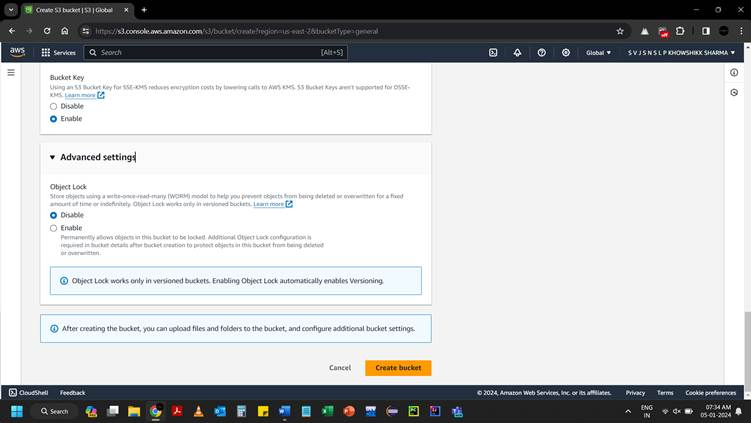 Create S3 bucket | S3 | Global
https://s3.console.aws.amazon.com/s3/bucket/create?region=us-east-2&bucketType=general
aws
Services
Search
[Alt+S]
Global
S V J S N S L P KHOWSHIKK SHARMA
Bucket Key
Using an S3 Bucket Key for SSE-KMS reduces encryption costs by lowering calls to AWS KMS. S3 Bucket Keys aren't supported for DSSE-
KMS. Learn more
Disable
Enable
Advanced settings
Object Lock
Store objects using a write-once-read-many (WORM) model to help you prevent objects from being deleted or overwritten for a fixed
amount of time or indefinitely. Object Lock works only in versioned buckets. Learn more
Disable
Enable
Permanently allows objects in this bucket to be locked. Additional Object Lock configuration is
required in bucket details after bucket creation to protect objects in this bucket from being deleted
or overwritten.
Object Lock works only in versioned buckets. Enabling Object Lock automatically enables Versioning.
After creating the bucket, you can upload files and folders to the bucket, and configure additional bucket settings.
Cancel
Create bucket
CloudShell
Feedback
© 2024, Amazon Web Services, Inc. or its affiliates.
Privacy
Terms
Cookie preferences
Search
ENG
IN
07:34 AM
05-01-2024